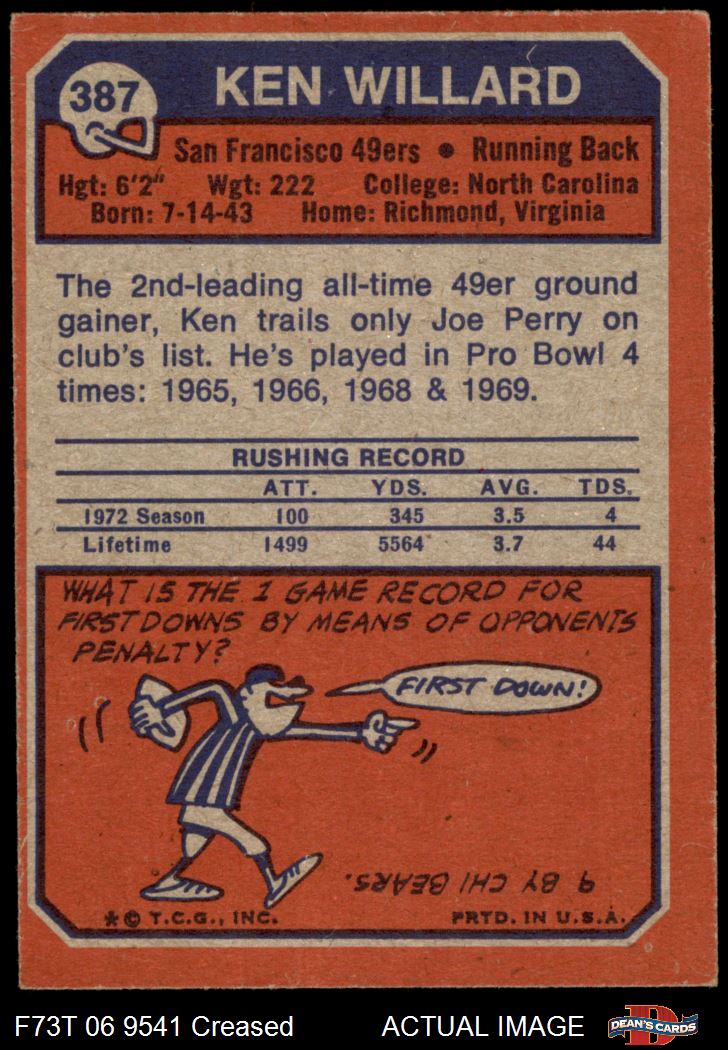 387
KEN WILLARD
San Francisco 49ers • Running Back
Hgt: 6'2" Wgt: 222 College: North Carolina
Born: 7-14-43 Home: Richmond, Virginia
The 2nd-leading all-time 49er ground
gainer, Ken trails only Joe Perry on
club's list. He's played in Pro Bowl 4
times: 1965, 1966, 1968 & 1969.
RUSHING RECORD
ATT. YDS. AVG. TDS.
1972 Season 100 345 3.5 4
Lifetime 1499 5564 3.7 44
WHAT IS THE 1 GAME RECORD FOR
FIRST DOWNS BY MEANS OF OPPONENTS
PENALTY?
FIRST DOWN!
9 BY CHI BEARS.
* © T.C.G., INC. PRTD. IN U.S.A.
F73T 06 9541 Creased ACTUAL IMAGE
DEAN'S CARDS